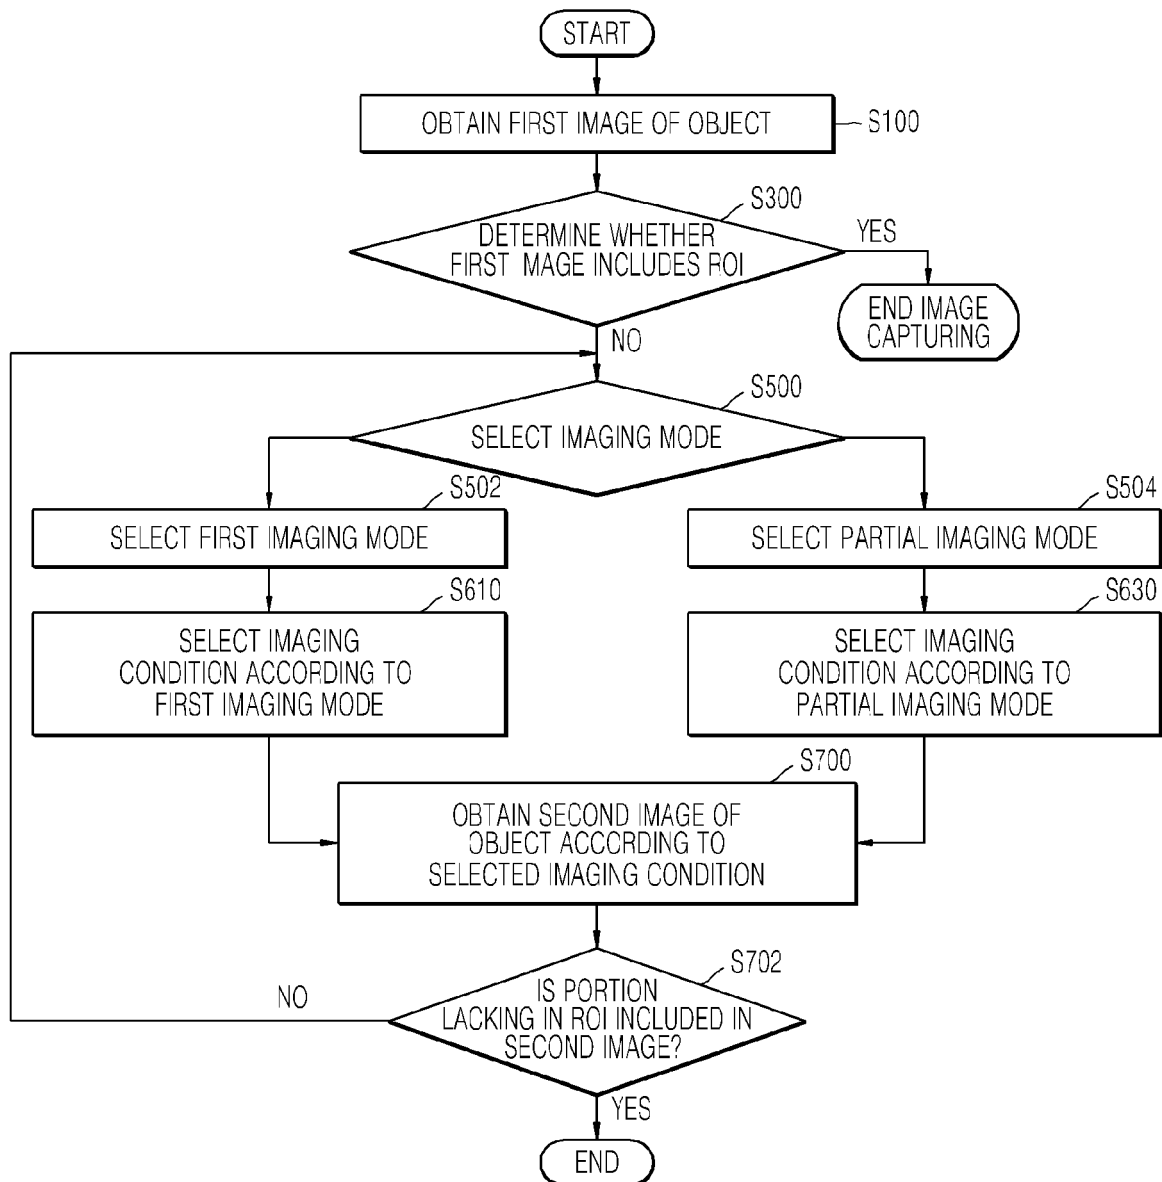 START
OBTAIN FIRST IMAGE OF OBJECT
S100
S300
DETERMINE WHETHER
FIRST MAGE INCLUDES ROI
YES
END IMAGE
CAPTURING
NO
S500
SELECT IMAGING MODE
S502
SELECT FIRST IMAGING MODE
S504
SELECT PARTIAL IMAGING MODE
S610
SELECT IMAGING
CONDITION ACCORDING TO
FIRST IMAGING MODE
S630
SELECT IMAGING
CONDITION ACCORDING TO
PARTIAL IMAGING MODE
S700
OBTAIN SECOND IMAGE OF
OBJECT ACCORDING TO
SELECTED IMAGING CONDITION
S702
IS PORTION
LACKING IN ROI INCLUDED IN
SECOND IMAGE?
NO
YES
END